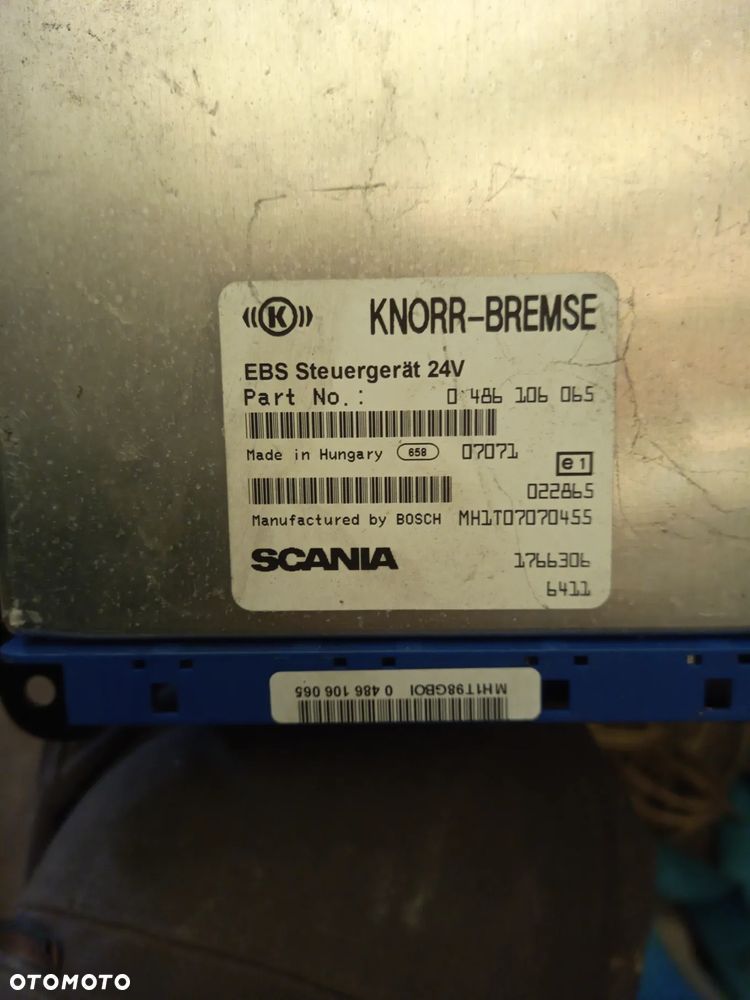 K KNORR-BREMSE
EBS Steuergerät 24V
Part No.: 0 486 106 065
Made in Hungary 658 07071
e1
022865
Manufactured by BOSCH MH1T07070455
SCANIA 1766306
6411
MH1T98GBOI 0 486 106 065
OTOMOTO